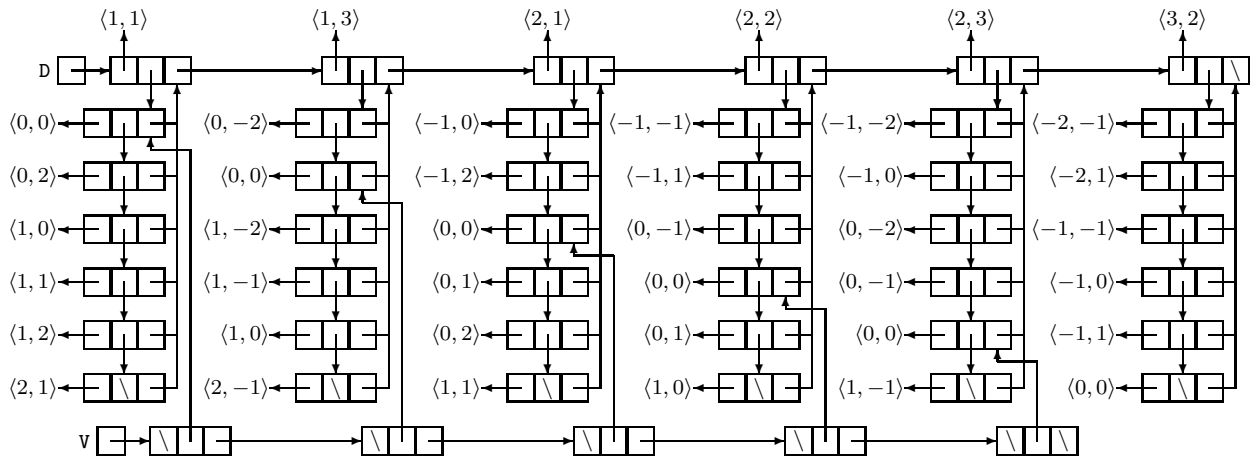 ⟨1, 1⟩ ⟨1, 3⟩ ⟨2, 1⟩ ⟨2, 2⟩ ⟨2, 3⟩ ⟨3, 2⟩
D \
⟨0, 0⟩ ⟨0, −2⟩ ⟨−1, 0⟩ ⟨−1, −1⟩ ⟨−1, −2⟩ ⟨−2, −1⟩
⟨0, 2⟩ ⟨0, 0⟩ ⟨−1, 2⟩ ⟨−1, 1⟩ ⟨−1, 0⟩ ⟨−2, 1⟩
⟨1, 0⟩ ⟨1, −2⟩ ⟨0, 0⟩ ⟨0, −1⟩ ⟨0, −2⟩ ⟨−1, −1⟩
⟨1, 1⟩ ⟨1, −1⟩ ⟨0, 1⟩ ⟨0, 0⟩ ⟨0, −1⟩ ⟨−1, 0⟩
⟨1, 2⟩ ⟨1, 0⟩ ⟨0, 2⟩ ⟨0, 1⟩ ⟨0, 0⟩ ⟨−1, 1⟩
⟨2, 1⟩ \ ⟨2, −1⟩ \ ⟨1, 1⟩ \ ⟨1, 0⟩ \ ⟨1, −1⟩ \ ⟨0, 0⟩ \
V \ \ \ \ \ \